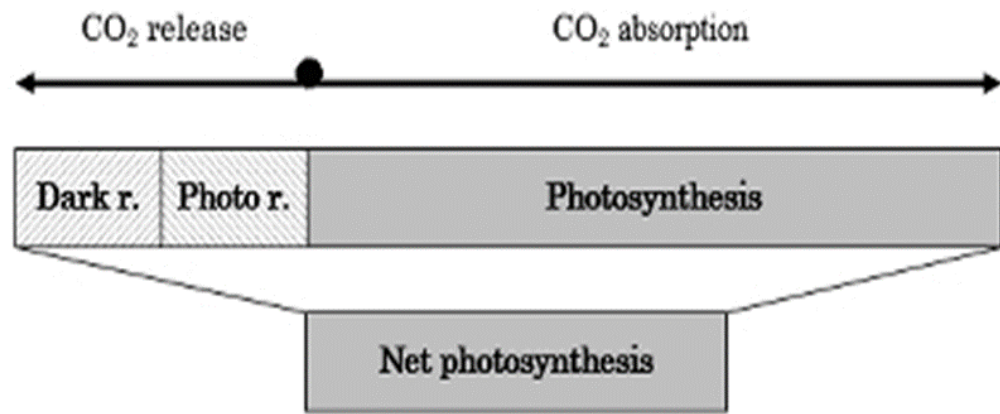 CO₂ release
CO₂ absorption
Dark r.
Photo r.
Photosynthesis
Net photosynthesis